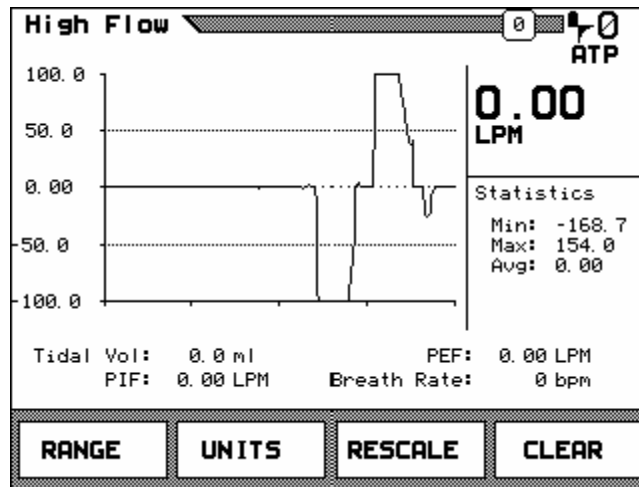 High Flow 0 0
ATP
100.0
50.0
0.00
-50.0
-100.0
0.00
LPM
Statistics
Min: -168.7
Max: 154.0
Avg: 0.00
Tidal Vol: 0.0 ml PEF: 0.00 LPM
PIF: 0.00 LPM Breath Rate: 0 bpm
RANGE UNITS RESCALE CLEAR